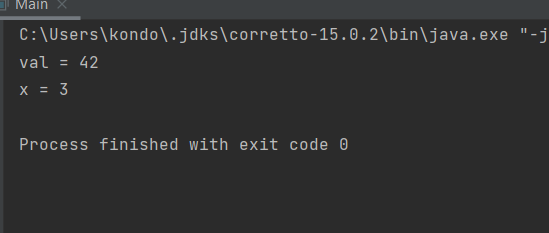 Main
C:\Users\kondo\.jdks\corretto-15.0.2\bin\java.exe "-j
val = 42
x = 3
Process finished with exit code 0